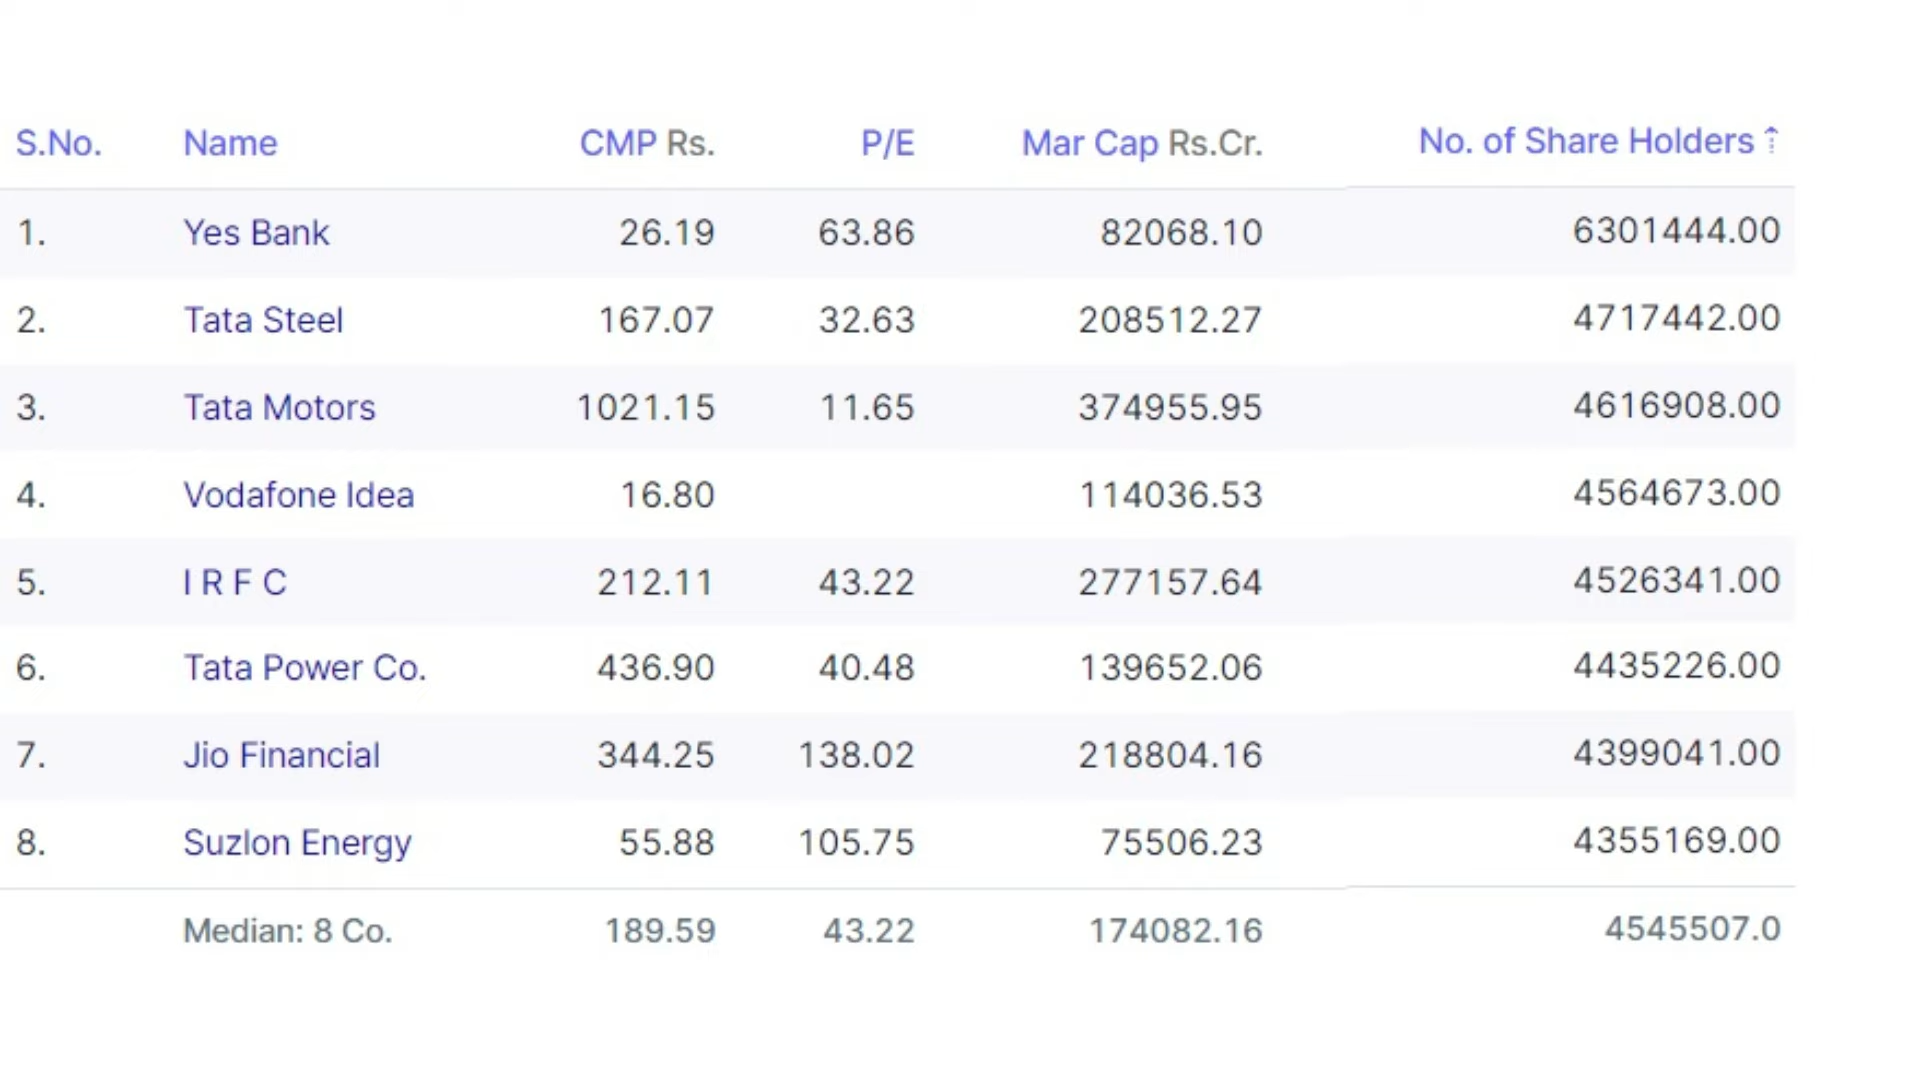 S.No. Name CMP Rs. P/E Mar Cap Rs.Cr. No. of Share Holders ⇡
1. Yes Bank 26.19 63.86 82068.10 6301444.00
2. Tata Steel 167.07 32.63 208512.27 4717442.00
3. Tata Motors 1021.15 11.65 374955.95 4616908.00
4. Vodafone Idea 16.80 114036.53 4564673.00
5. I R F C 212.11 43.22 277157.64 4526341.00
6. Tata Power Co. 436.90 40.48 139652.06 4435226.00
7. Jio Financial 344.25 138.02 218804.16 4399041.00
8. Suzlon Energy 55.88 105.75 75506.23 4355169.00
Median: 8 Co. 189.59 43.22 174082.16 4545507.0